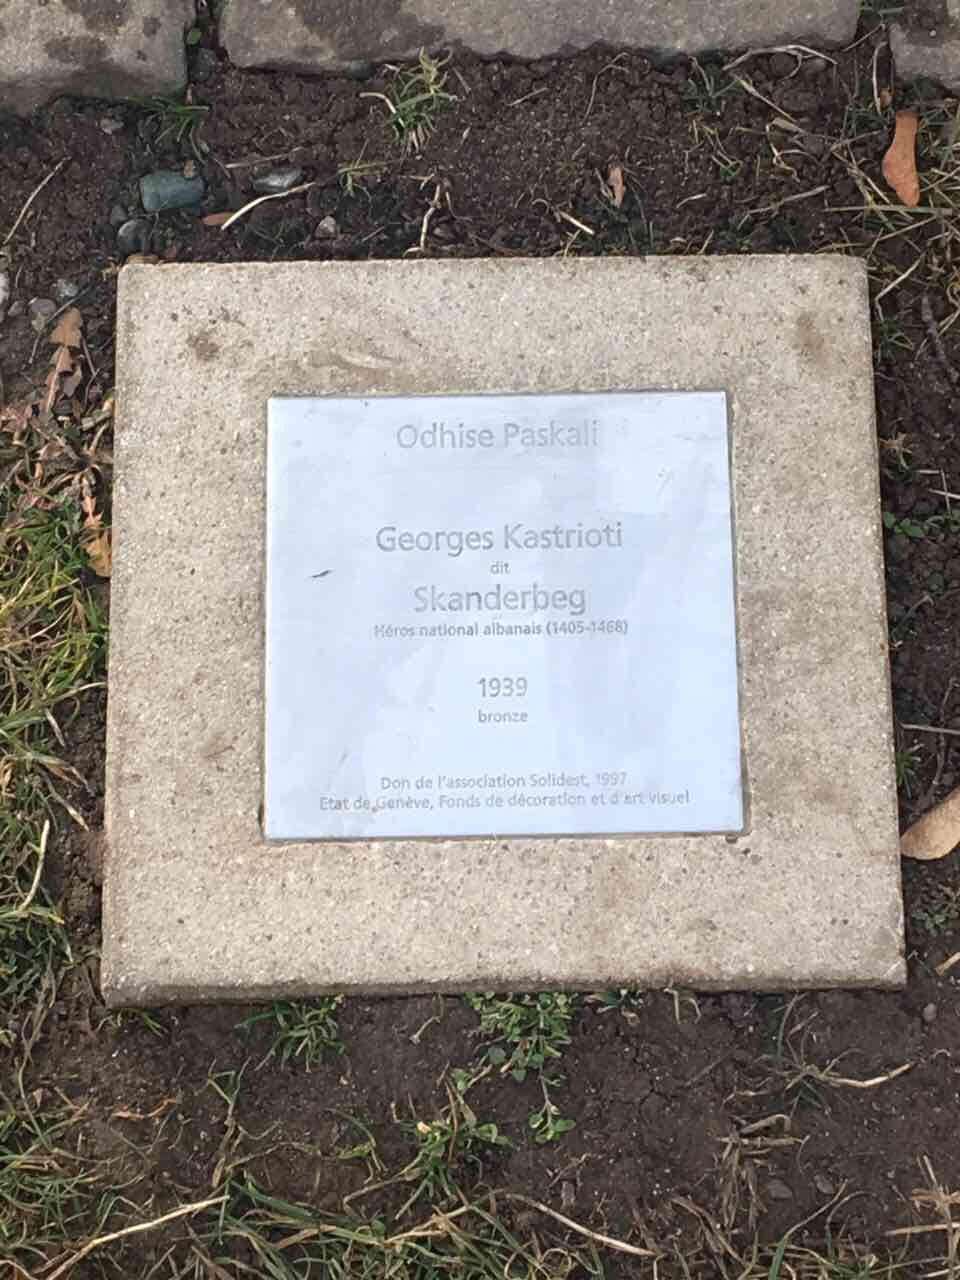 Odhise Paskali
Georges Kastrioti
dit
Skanderbeg
Héros national albanais (1405-1468)
1939
bronze
Don de l'association Solidest, 1997
Etat de Genève, Fonds de décoration et d'art visuel